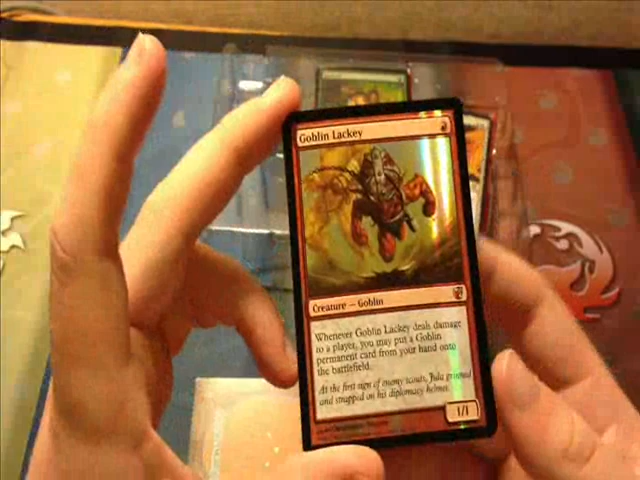 Goblin Lackey
Creature — Goblin
Whenever Goblin Lackey deals damage
to a player, you may put a Goblin
permanent card from your hand onto
the battlefield.
At the first sign of enemy scouts, Jula grinned
and strapped on his diplomacy helmet.
1/1